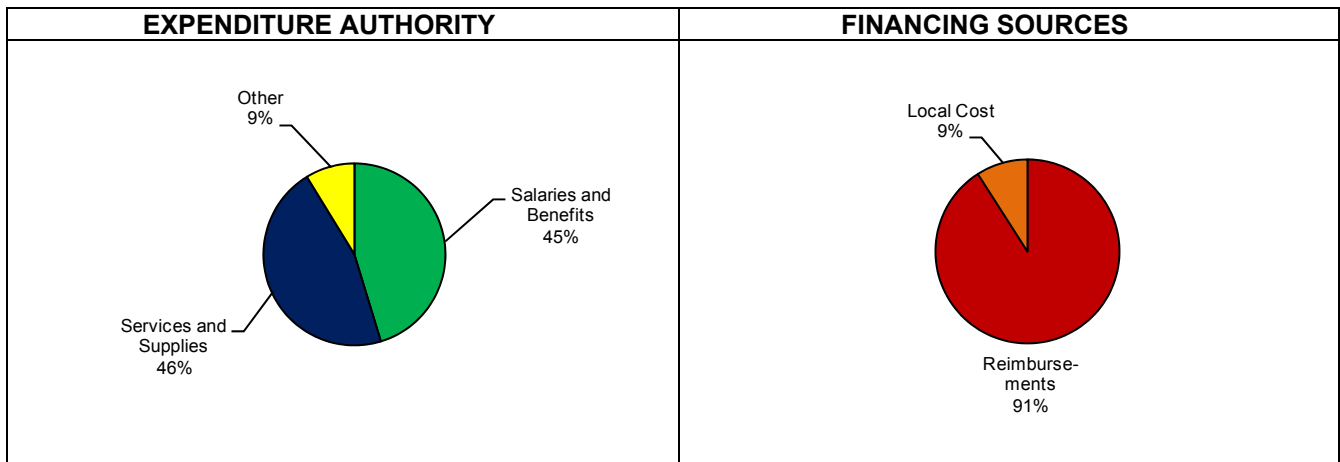 EXPENDITURE AUTHORITY
Other
9%
Salaries and
Benefits
45%
Services and
Supplies
46%
FINANCING SOURCES
Local Cost
9%
Reimburse-
ments
91%